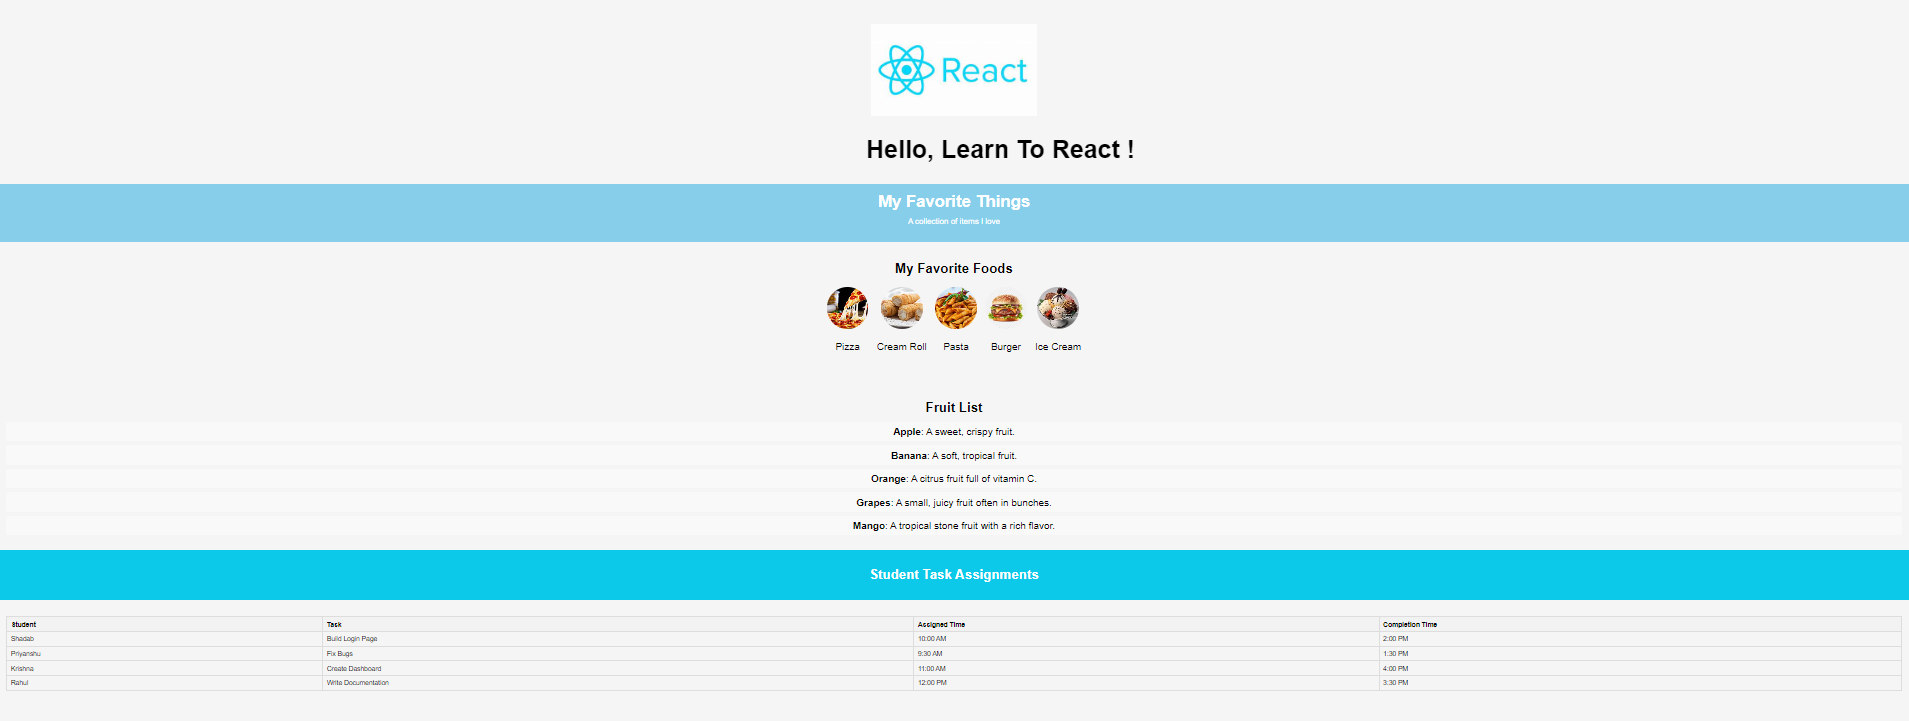 React
Hello, Learn To React !
My Favorite Things
A collection of items I love
My Favorite Foods
Pizza Cream Roll Pasta Burger Ice Cream
Fruit List
Apple: A sweet, crispy fruit.
Banana: A soft, tropical fruit.
Orange: A citrus fruit full of vitamin C.
Grapes: A small, juicy fruit often in bunches.
Mango: A tropical stone fruit with a rich flavor.
Student Task Assignments
Student Task Assigned Time Completion Time
Shadab Build Login Page 10:00 AM 2:00 PM
Priyanshu Fix Bugs 9:30 AM 1:30 PM
Krishna Create Dashboard 11:00 AM 4:00 PM
Rahul Write Documentation 12:00 PM 3:30 PM